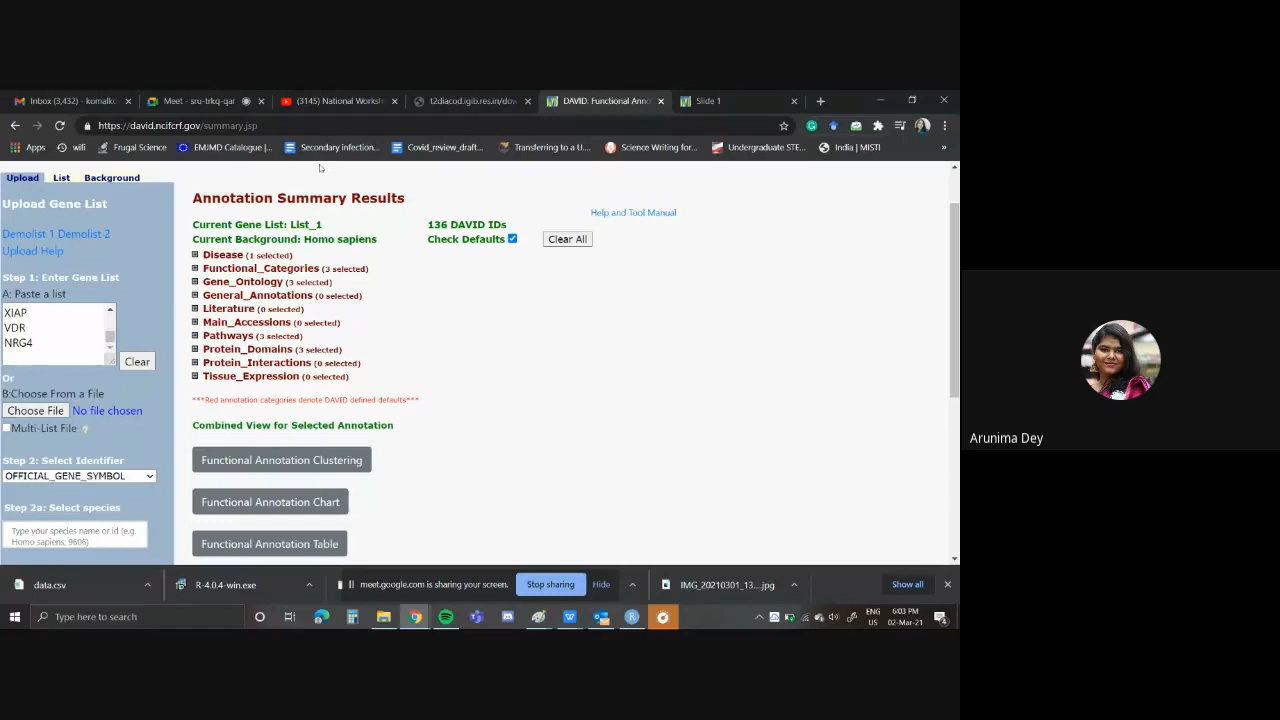 Inbox (3,432) - komalko
Meet - sru-trkq-qar
(3145) National Worksh
t2diacod.igib.res.in/dov
DAVID: Functional Anno
Slide 1
https://david.ncifcrf.gov/summary.jsp
Apps
wifi
Frugal Science
EMJMD Catalogue |...
Secondary infection...
Covid_review_draft...
Transferring to a U...
Science Writing for...
Undergraduate STE...
India | MISTI
»
Upload List Background
Upload Gene List
Demolist 1 Demolist 2
Upload Help
Step 1: Enter Gene List
A: Paste a list
XIAP
VDR
NRG4
Clear
Or
B:Choose From a File
Choose File No file chosen
Multi-List File ?
Step 2: Select Identifier
OFFICIAL_GENE_SYMBOL
Step 2a: Select species
Type your species name or id (e.g.
Homo sapiens; 9606)
Annotation Summary Results
Help and Tool Manual
Current Gene List: List_1 136 DAVID IDs
Current Background: Homo sapiens Check Defaults Clear All
Disease (1 selected)
Functional_Categories (3 selected)
Gene_Ontology (3 selected)
General_Annotations (0 selected)
Literature (0 selected)
Main_Accessions (0 selected)
Pathways (3 selected)
Protein_Domains (3 selected)
Protein_Interactions (0 selected)
Tissue_Expression (0 selected)
***Red annotation categories denote DAVID defined defaults***
Combined View for Selected Annotation
Functional Annotation Clustering
Functional Annotation Chart
Functional Annotation Table
Arunima Dey
data.csv
R-4.0.4-win.exe
meet.google.com is sharing your screen.
Stop sharing
Hide
IMG_20210301_13....jpg
Show all
Type here to search
ENG
US
6:03 PM
02-Mar-21
4